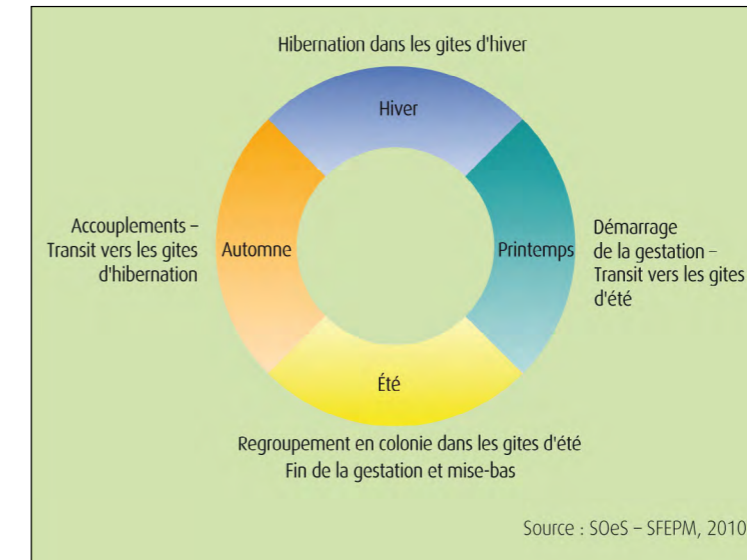 Hibernation dans les gites d'hiver
Hiver
Accouplements –
Transit vers les gites
d'hibernation
Automne
Printemps
Démarrage
de la gestation –
Transit vers les gites
d'été
Été
Regroupement en colonie dans les gites d'été
Fin de la gestation et mise-bas
Source : SOeS – SFEPM, 2010